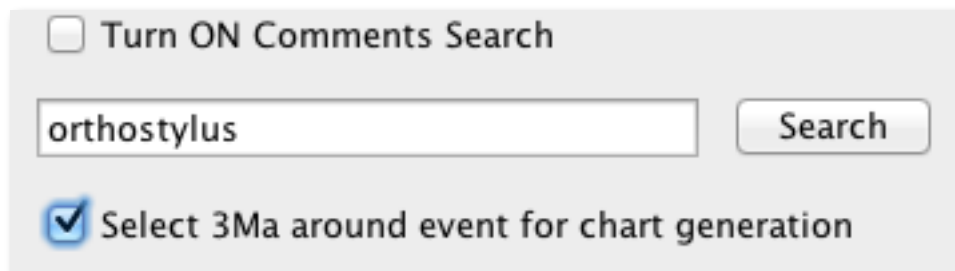 Turn ON Comments Search
orthostylus Search
Select 3Ma around event for chart generation